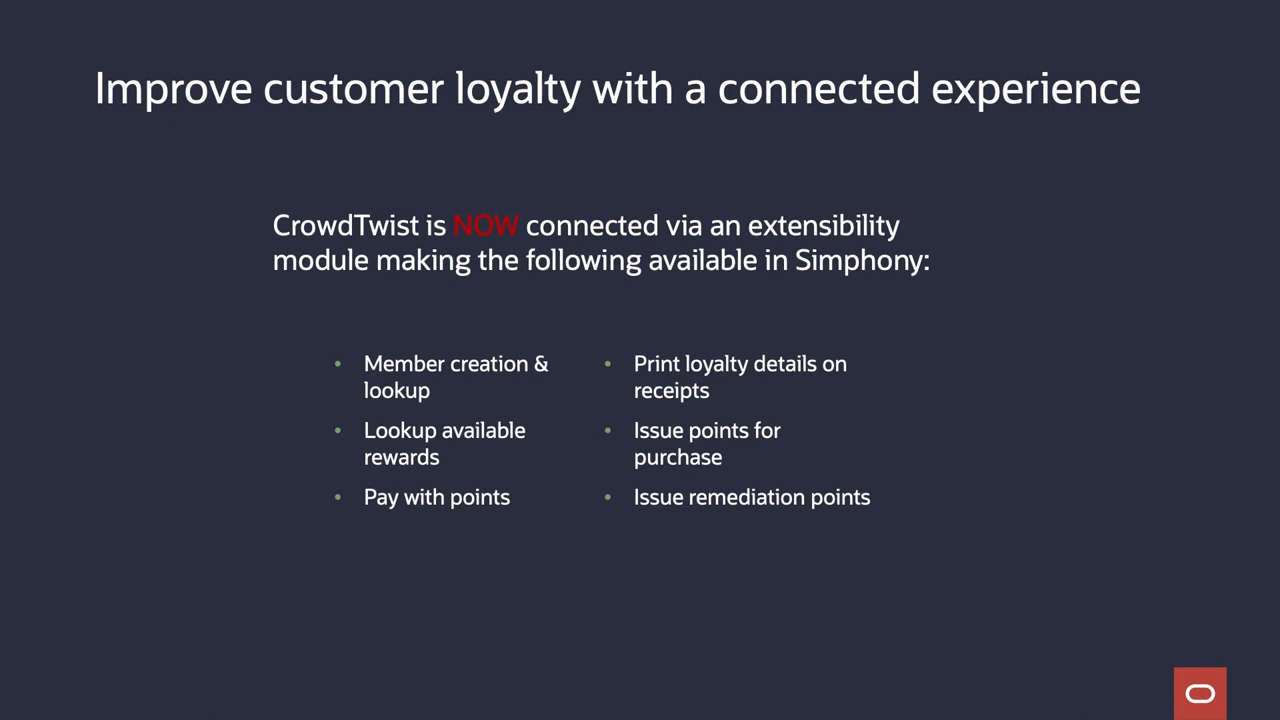 Improve customer loyalty with a connected experience
CrowdTwist is NOW connected via an extensibility
module making the following available in Simphony:
• Member creation &
lookup
• Lookup available
rewards
• Pay with points
• Print loyalty details on
receipts
• Issue points for
purchase
• Issue remediation points